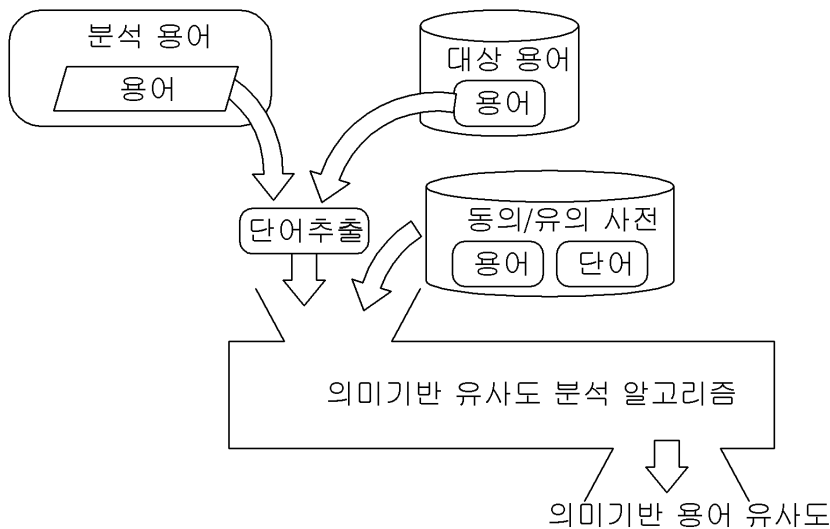 분석 용어
용어
대상 용어
용어
단어추출
동의/유의 사전
용어
단어
의미기반 유사도 분석 알고리즘
의미기반 용어 유사도